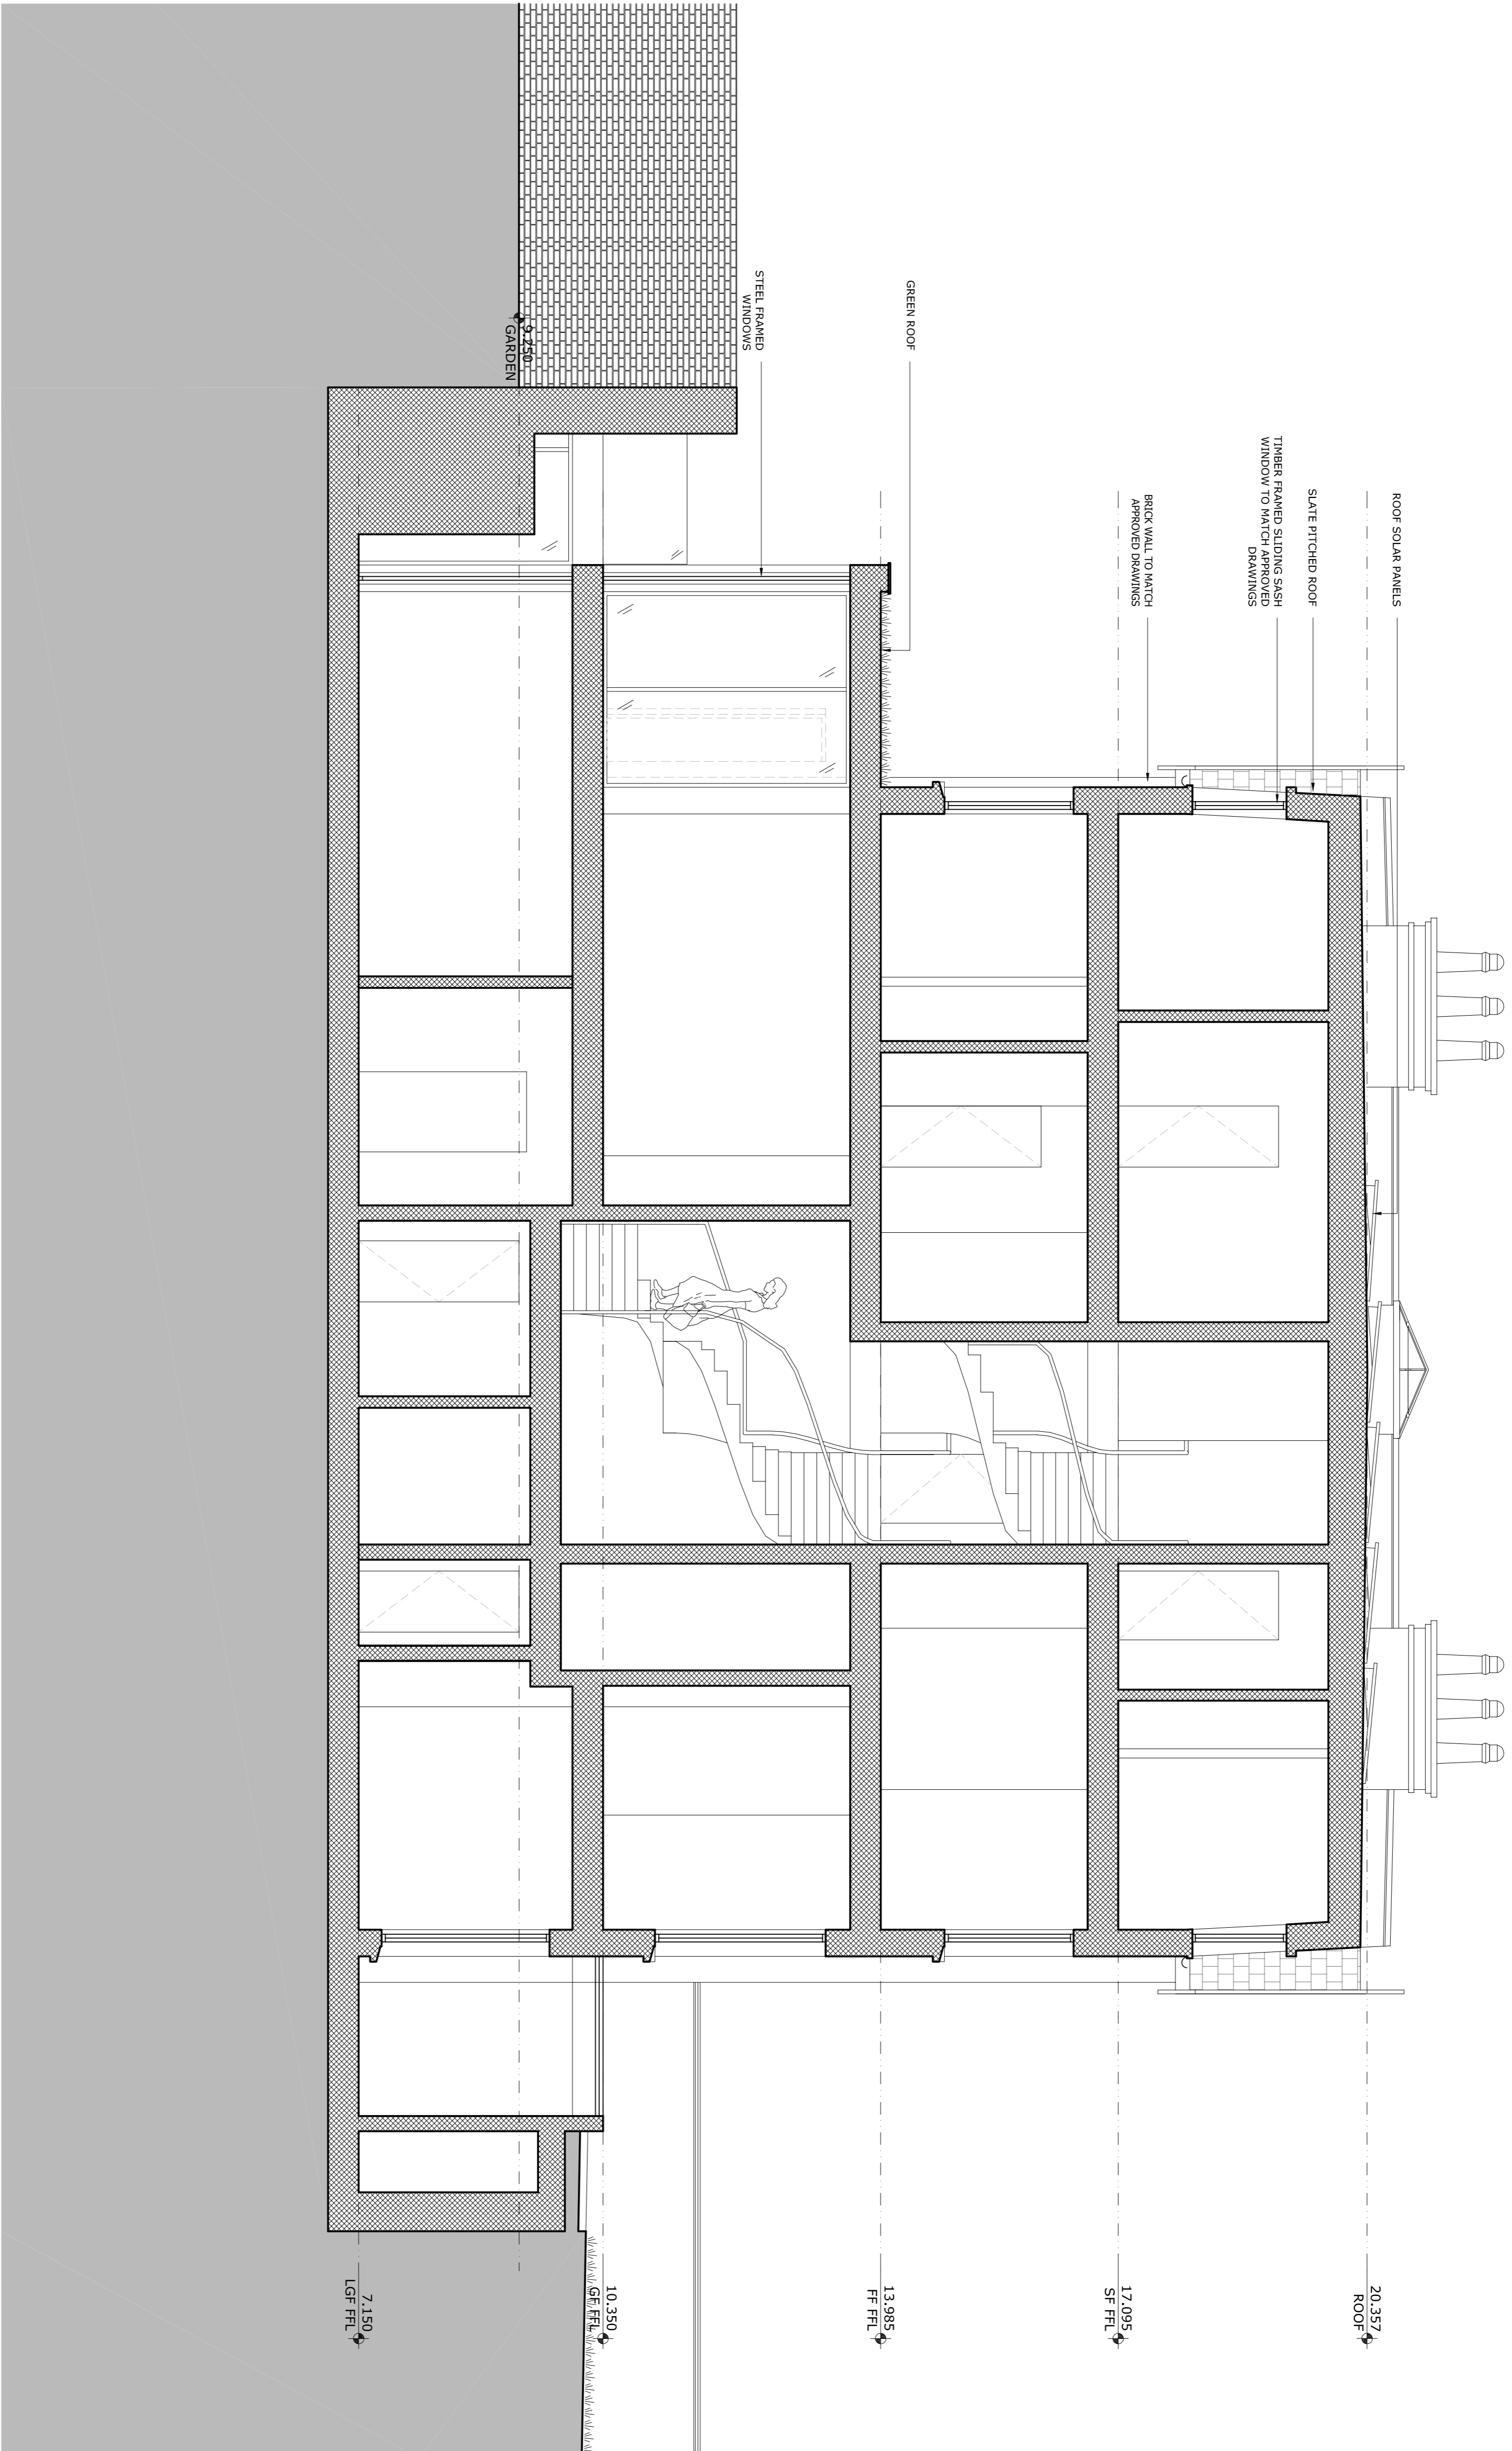 ROOF SOLAR PANELS
SLATE PITCHED ROOF
TIMBER FRAMED SLIDING SASH
WINDOW TO MATCH APPROVED
DRAWINGS
BRICK WALL TO MATCH
APPROVED DRAWINGS
GREEN ROOF
STEEL FRAMED
WINDOWS
9.250
GARDEN
20.357
ROOF
17.095
SF FFL
13.985
FF FFL
10.350
GF FFL
7.150
LGF FFL